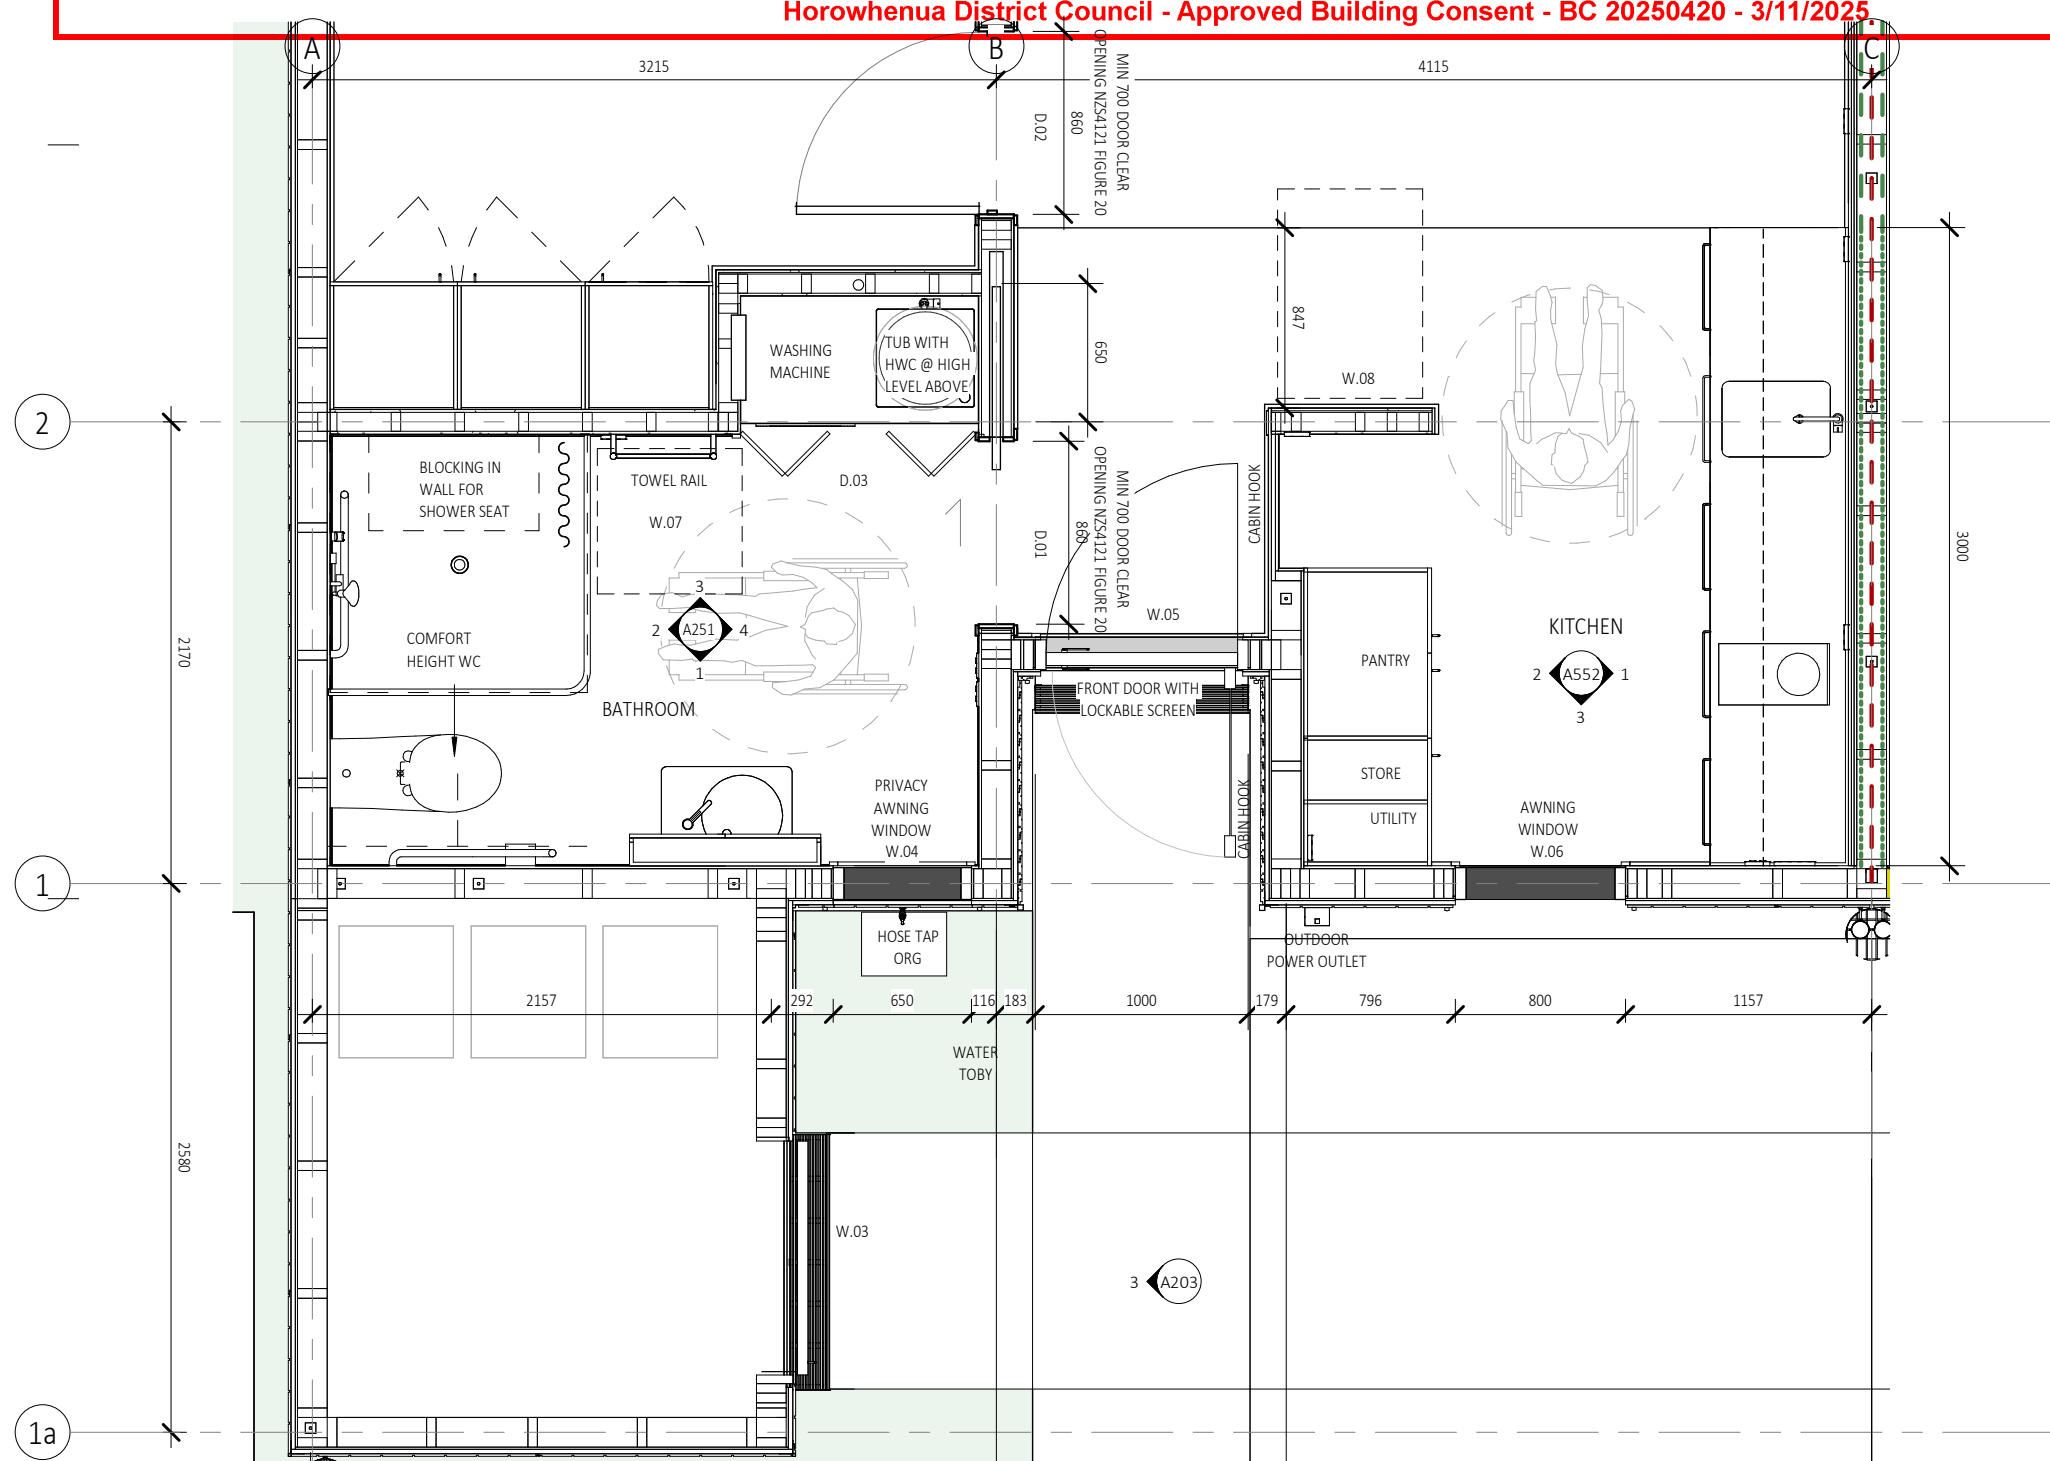 Horowhenua District Council - Approved Building Consent - BC 20250420 - 3/11/2025
A
B
C
3215
4115
MIN 700 DOOR CLEAR
OPENING NZS4121 FIGURE 20
860
D.02
847
650
W.08
WASHING
MACHINE
TUB WITH
HWC @ HIGH
LEVEL ABOVE
2
BLOCKING IN
WALL FOR
SHOWER SEAT
TOWEL RAIL
W.07
D.03
MIN 700 DOOR CLEAR
OPENING NZS4121 FIGURE 20
860
D.01
CABIN HOOK
3000
3
2 A251 4
1
W.05
2170
COMFORT
HEIGHT WC
KITCHEN
PANTRY
2 A552 1
3
FRONT DOOR WITH
LOCKABLE SCREEN
BATHROOM
STORE
UTILITY
PRIVACY
AWNING
WINDOW
W.04
CABIN HOOK
AWNING
WINDOW
W.06
1
HOSE TAP
ORG
OUTDOOR
POWER OUTLET
2157
292
650
116
183
1000
179
796
800
1157
WATER
TOBY
2580
W.03
3 A203
1a